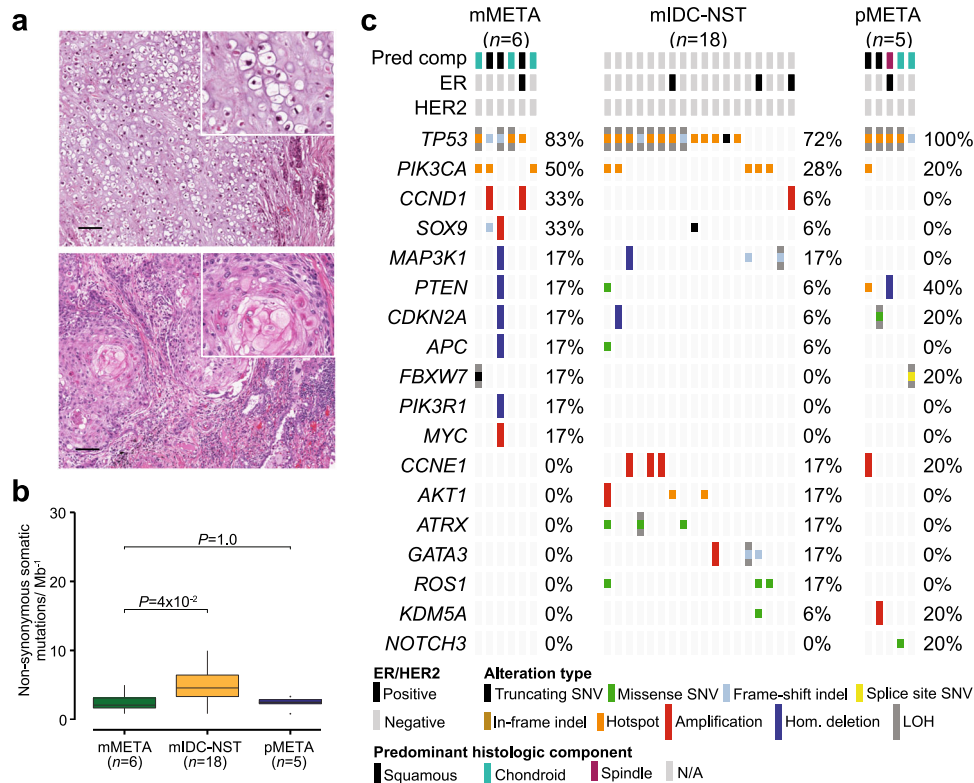 a
c
mMETA mIDC-NST pMETA
(n=6) (n=18) (n=5)
Pred comp
ER
HER2
TP53 83% 72% 100%
PIK3CA 50% 28% 20%
CCND1 33% 6% 0%
SOX9 33% 6% 0%
MAP3K1 17% 17% 0%
PTEN 17% 6% 40%
CDKN2A 17% 6% 20%
APC 17% 6% 0%
FBXW7 17% 0% 20%
PIK3R1 17% 0% 0%
MYC 17% 0% 0%
CCNE1 0% 17% 20%
AKT1 0% 17% 0%
ATRX 0% 17% 0%
GATA3 0% 17% 0%
ROS1 0% 17% 0%
KDM5A 0% 6% 20%
NOTCH3 0% 0% 20%
ER/HER2 Alteration type
Positive Truncating SNV Missense SNV Frame-shift indel Splice site SNV
Negative In-frame indel Hotspot Amplification Hom. deletion LOH
Predominant histologic component
Squamous Chondroid Spindle N/A
b
Non-synonymous somatic
mutations/ Mb⁻¹
30
20
10
0
P=1.0
P=4x10⁻²
mMETA mIDC-NST pMETA
(n=6) (n=18) (n=5)